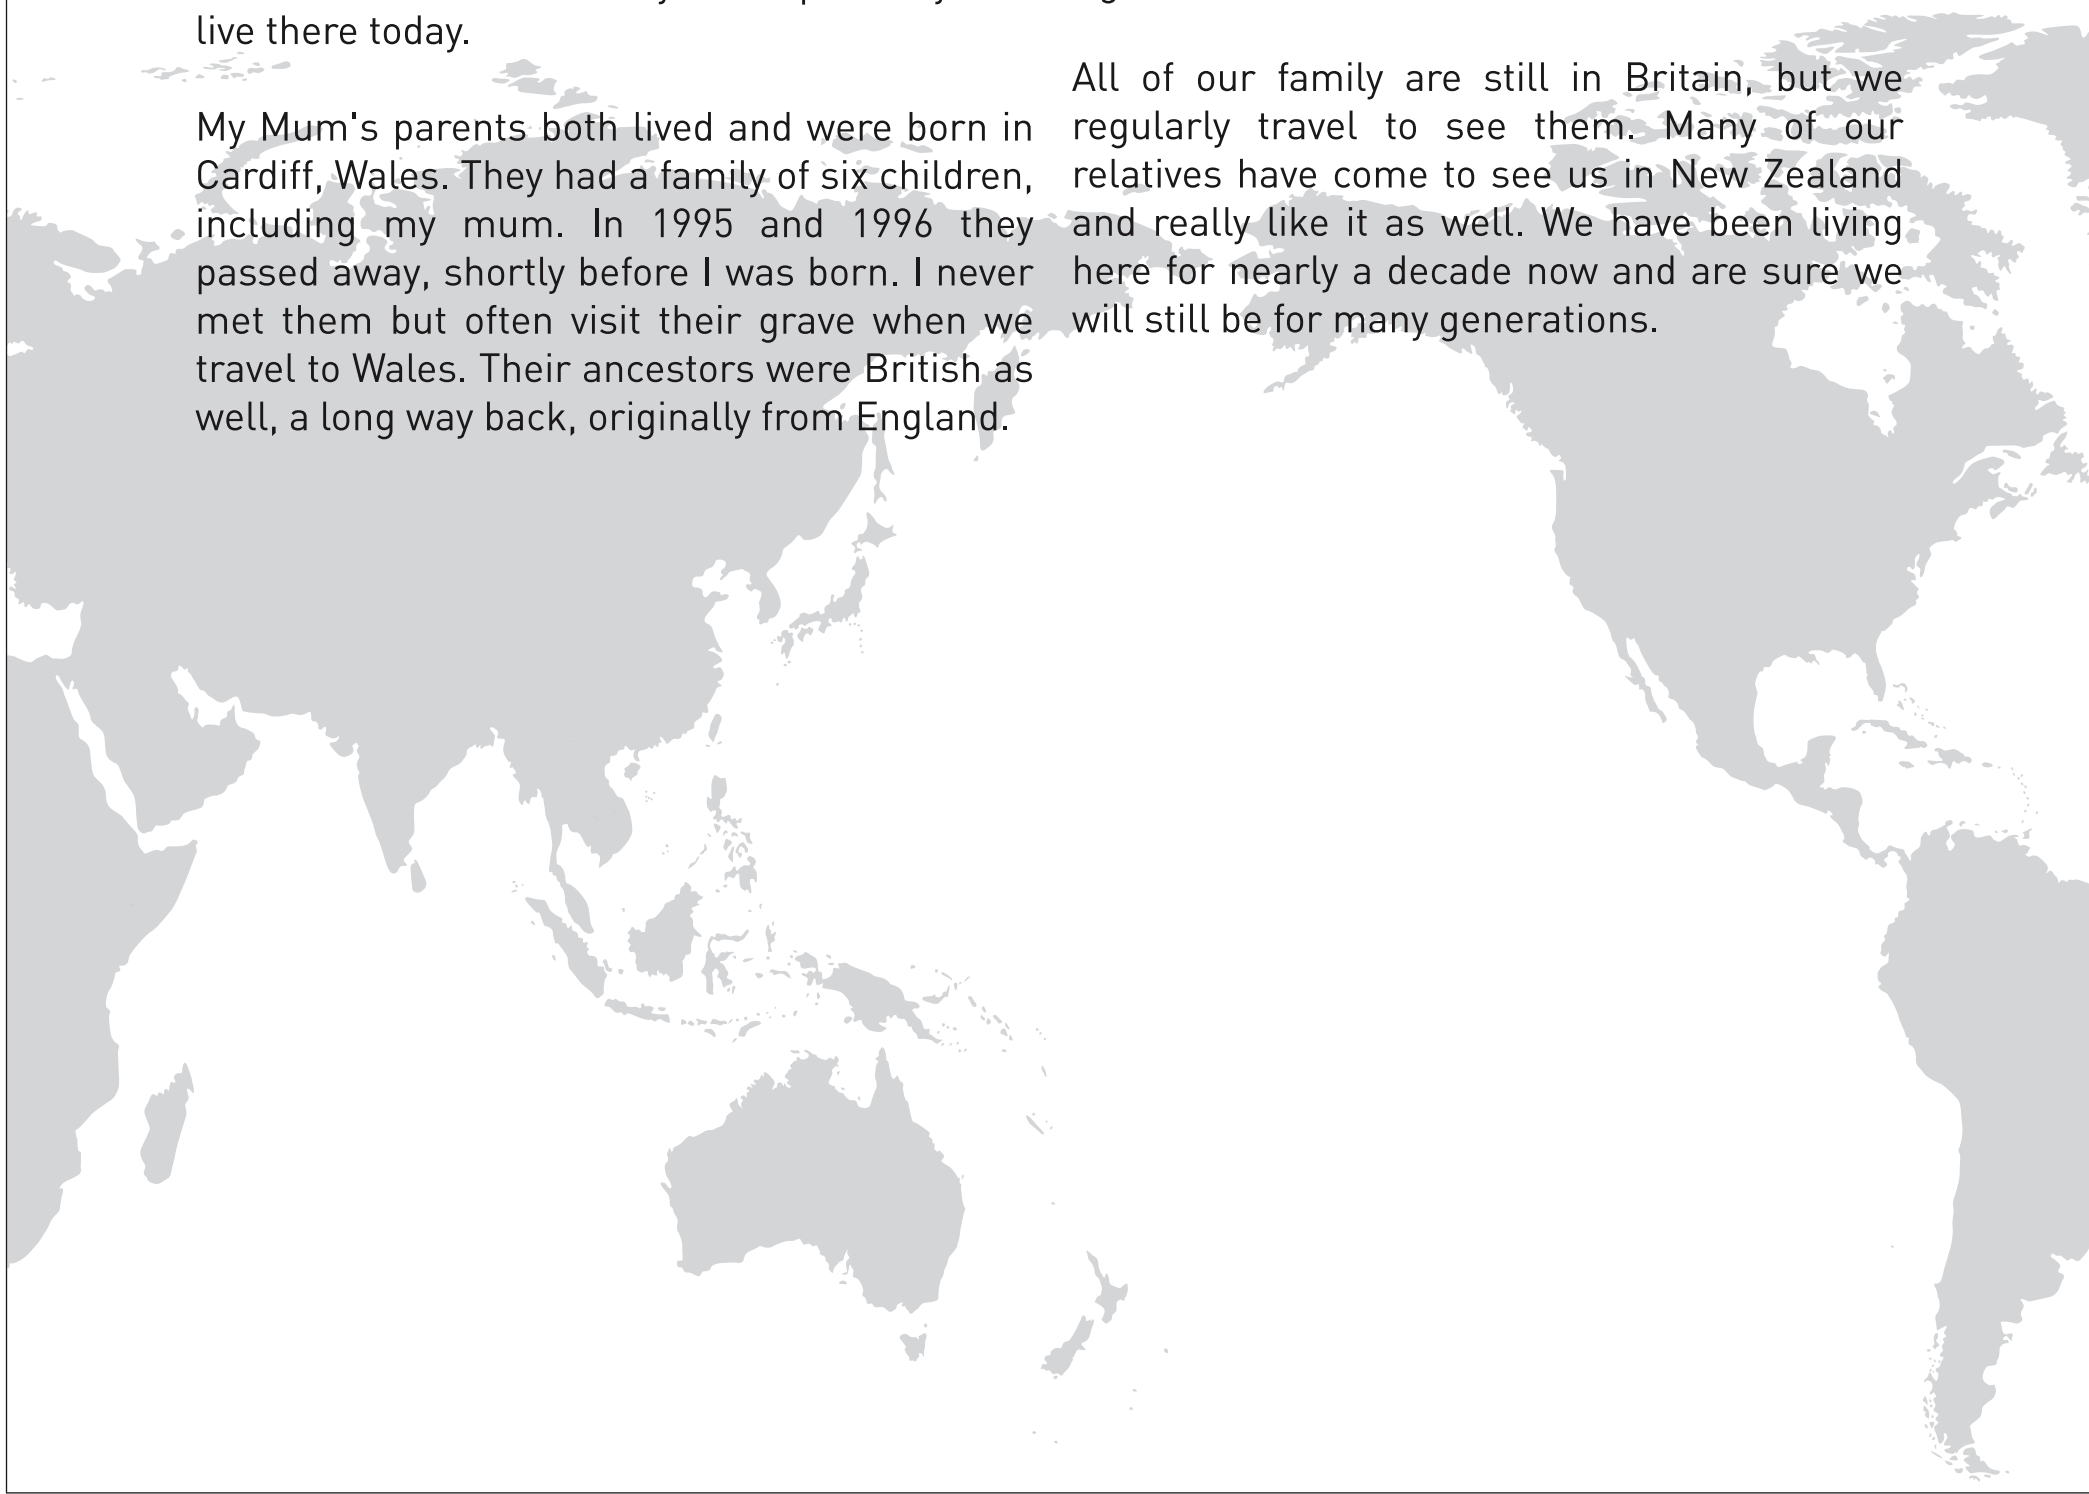 live there today.
My Mum's parents both lived and were born in
Cardiff, Wales. They had a family of six children,
including my mum. In 1995 and 1996 they
passed away, shortly before I was born. I never
met them but often visit their grave when we
travel to Wales. Their ancestors were British as
well, a long way back, originally from England.
All of our family are still in Britain, but we
regularly travel to see them. Many of our
relatives have come to see us in New Zealand
and really like it as well. We have been living
here for nearly a decade now and are sure we
will still be for many generations.